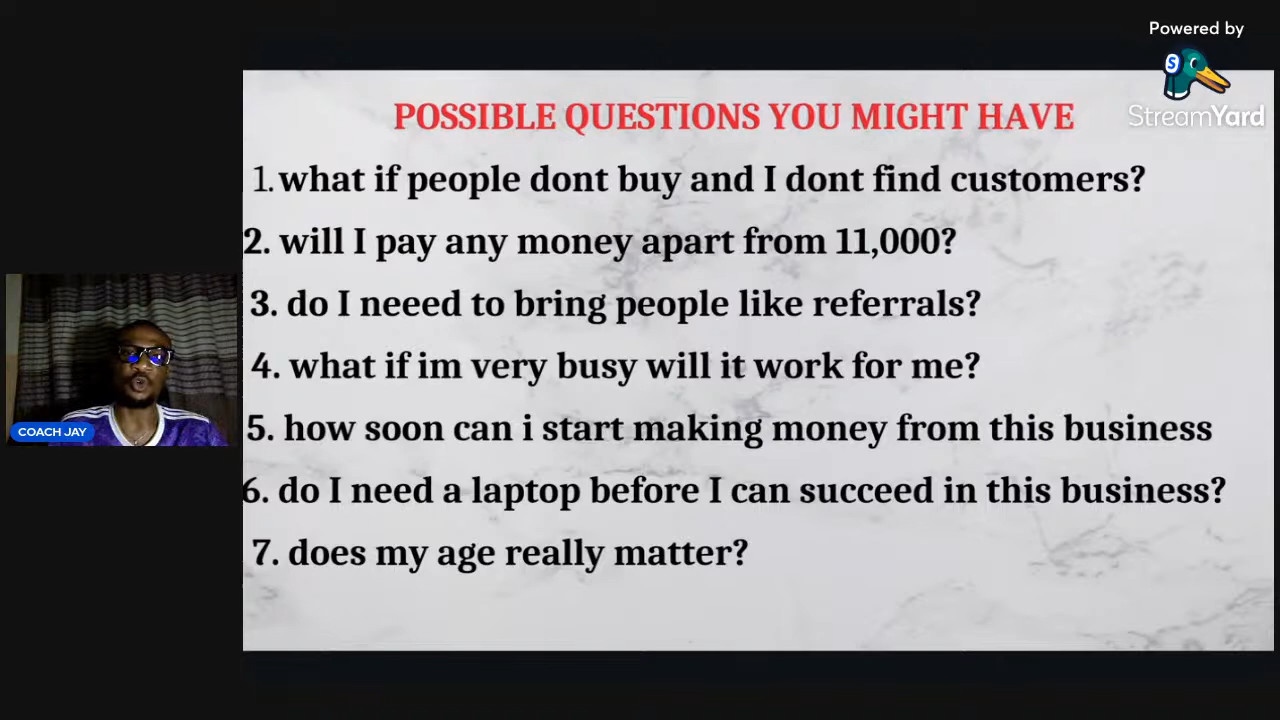 Powered by
S
StreamYard
POSSIBLE QUESTIONS YOU MIGHT HAVE
1. what if people dont buy and I dont find customers?
2. will I pay any money apart from 11,000?
3. do I neeed to bring people like referrals?
4. what if im very busy will it work for me?
5. how soon can i start making money from this business
6. do I need a laptop before I can succeed in this business?
7. does my age really matter?
COACH JAY